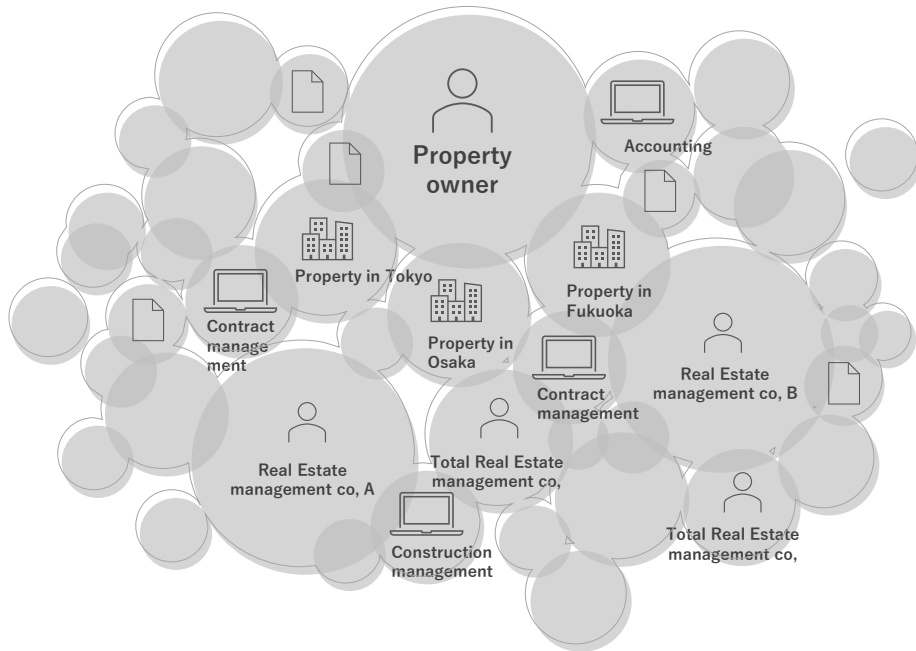 Property
owner
Accounting
Property in Tokyo
Property in
Fukuoka
Contract
manage
ment
Property in
Osaka
Contract
management
Real Estate
management co, B
Real Estate
management co, A
Total Real Estate
management co,
Total Real Estate
management co,
Construction
management